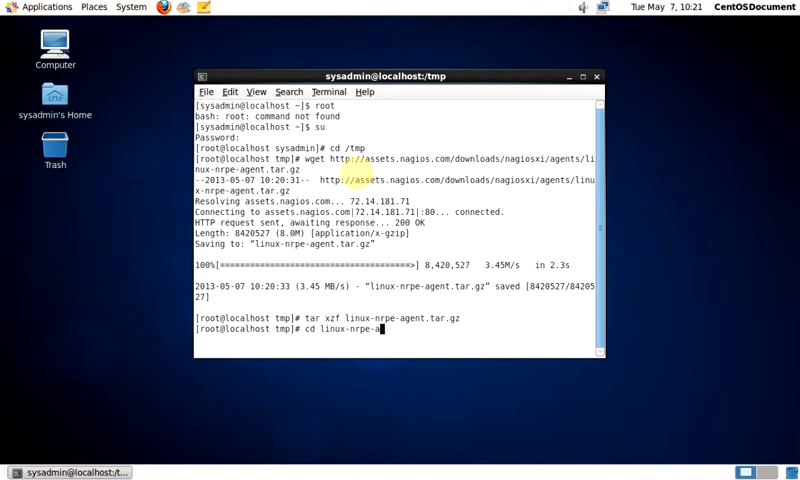 Applications Places System Tue May 7, 10:21 CentOSDocument
Computer
sysadmin's Home
Trash
sysadmin@localhost:/tmp
File Edit View Search Terminal Help
[sysadmin@localhost ~]$ root
bash: root: command not found
[sysadmin@localhost ~]$ su
Password:
[root@localhost sysadmin]# cd /tmp
[root@localhost tmp]# wget http://assets.nagios.com/downloads/nagiosxi/agents/li
nux-nrpe-agent.tar.gz
--2013-05-07 10:20:31-- http://assets.nagios.com/downloads/nagiosxi/agents/linu
x-nrpe-agent.tar.gz
Resolving assets.nagios.com... 72.14.181.71
Connecting to assets.nagios.com|72.14.181.71|:80... connected.
HTTP request sent, awaiting response... 200 OK
Length: 8420527 (8.0M) [application/x-gzip]
Saving to: “linux-nrpe-agent.tar.gz”
100%[======================================>] 8,420,527 3.45M/s in 2.3s
2013-05-07 10:20:33 (3.45 MB/s) - “linux-nrpe-agent.tar.gz” saved [8420527/84205
27]
[root@localhost tmp]# tar xzf linux-nrpe-agent.tar.gz
[root@localhost tmp]# cd linux-nrpe-a
sysadmin@localhost:/t...